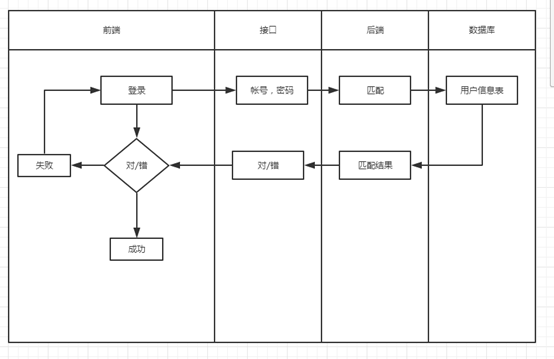 前端
接口
后端
数据库
登录
帐号，密码
匹配
用户信息表
失败
对/错
对/错
匹配结果
成功